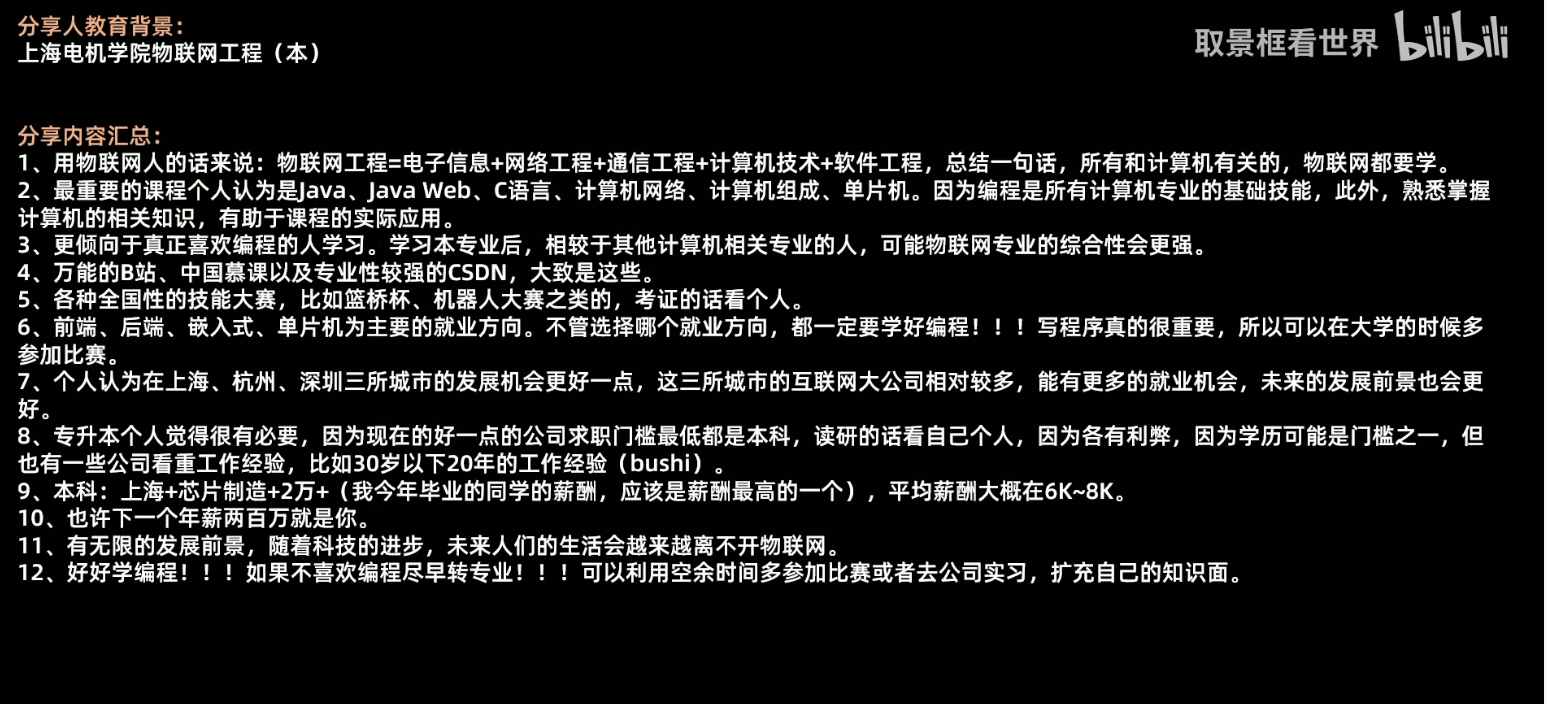 分享人教育背景：
上海电机学院物联网工程（本）
取景框看世界 bilibili
分享内容汇总：
1、用物联网人的话来说：物联网工程=电子信息+网络工程+通信工程+计算机技术+软件工程，总结一句话，所有和计算机有关的，物联网都要学。
2、最重要的课程个人认为是Java、Java Web、C语言、计算机网络、计算机组成、单片机。因为编程是所有计算机专业的基础技能，此外，熟悉掌握
计算机的相关知识，有助于课程的实际应用。
3、更倾向于真正喜欢编程的人学习。学习本专业后，相较于其他计算机相关专业的人，可能物联网专业的综合性会更强。
4、万能的B站、中国慕课以及专业性较强的CSDN，大致是这些。
5、各种全国性的技能大赛，比如篮桥杯、机器人大赛之类的，考证的话看个人。
6、前端、后端、嵌入式、单片机为主要的就业方向。不管选择哪个就业方向，都一定要学好编程！！！写程序真的很重要，所以可以在大学的时候多
参加比赛。
7、个人认为在上海、杭州、深圳三所城市的发展机会更好一点，这三所城市的互联网大公司相对较多，能有更多的就业机会，未来的发展前景也会更
好。
8、专升本个人觉得很有必要，因为现在的好一点的公司求职门槛最低都是本科，读研的话看自己个人，因为各有利弊，因为学历可能是门槛之一，但
也有一些公司看重工作经验，比如30岁以下20年的工作经验（bushi）。
9、本科：上海+芯片制造+2万+（我今年毕业的同学的薪酬，应该是薪酬最高的一个），平均薪酬大概在6K~8K。
10、也许下一个年薪两百万就是你。
11、有无限的发展前景，随着科技的进步，未来人们的生活会越来越离不开物联网。
12、好好学编程！！！如果不喜欢编程尽早转专业！！！可以利用空余时间多参加比赛或者去公司实习，扩充自己的知识面。